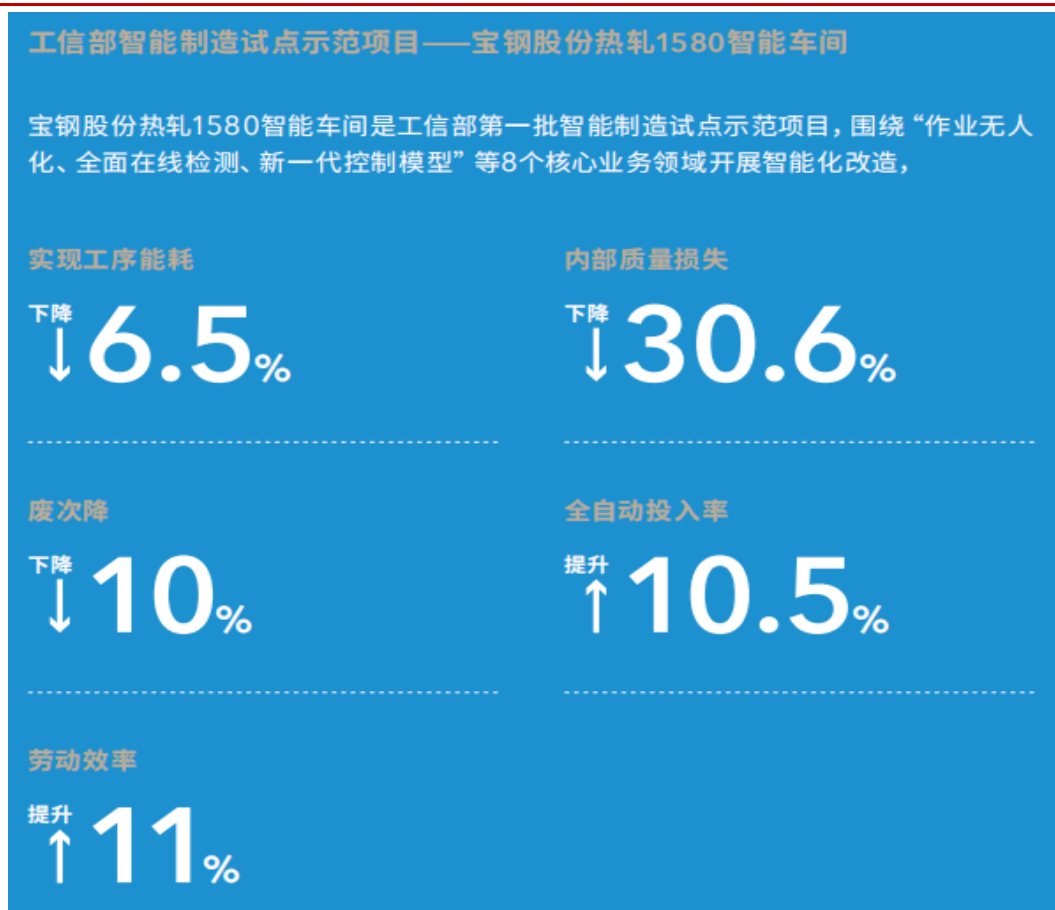 工信部智能制造试点示范项目——宝钢股份热轧1580智能车间
宝钢股份热轧1580智能车间是工信部第一批智能制造试点示范项目，围绕“作业无人
化、全面在线检测、新一代控制模型”等8个核心业务领域开展智能化改造，
实现工序能耗
下降
↓6.5%
内部质量损失
下降
↓30.6%
废次降
下降
↓10%
全自动投入率
提升
↑10.5%
劳动效率
提升
↑11%